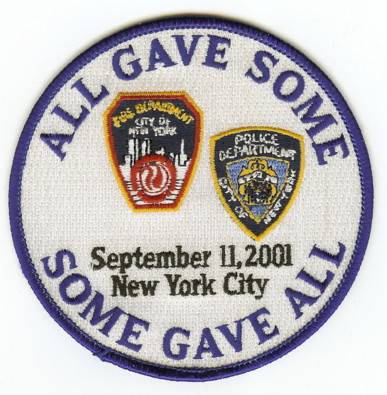 ALL GAVE SOME
FIRE DEPARTMENT
CITY OF
NEW YORK
POLICE
DEPARTMENT
CITY OF NEW YORK
September 11, 2001
New York City
SOME GAVE ALL